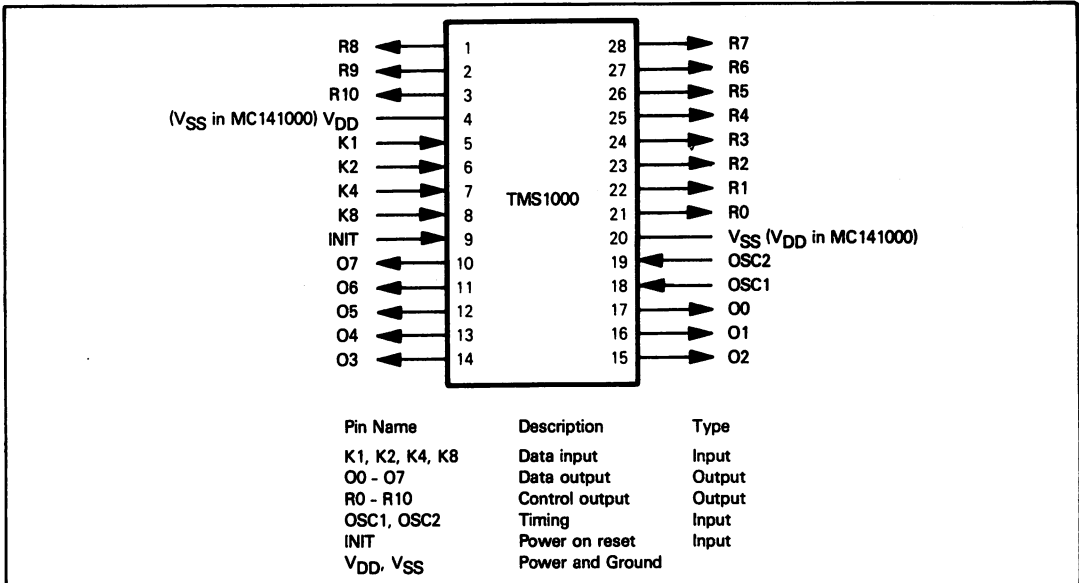 R8 1 28 R7
R9 2 27 R6
R10 3 26 R5
(VSS in MC141000) VDD 4 25 R4
K1 5 24 R3
K2 6 23 R2
K4 7 TMS1000 22 R1
K8 8 21 R0
INIT 9 20 VSS (VDD in MC141000)
O7 10 19 OSC2
O6 11 18 OSC1
O5 12 17 O0
O4 13 16 O1
O3 14 15 O2
Pin Name Description Type
K1, K2, K4, K8 Data input Input
O0 - O7 Data output Output
R0 - R10 Control output Output
OSC1, OSC2 Timing Input
INIT Power on reset Input
VDD, VSS Power and Ground